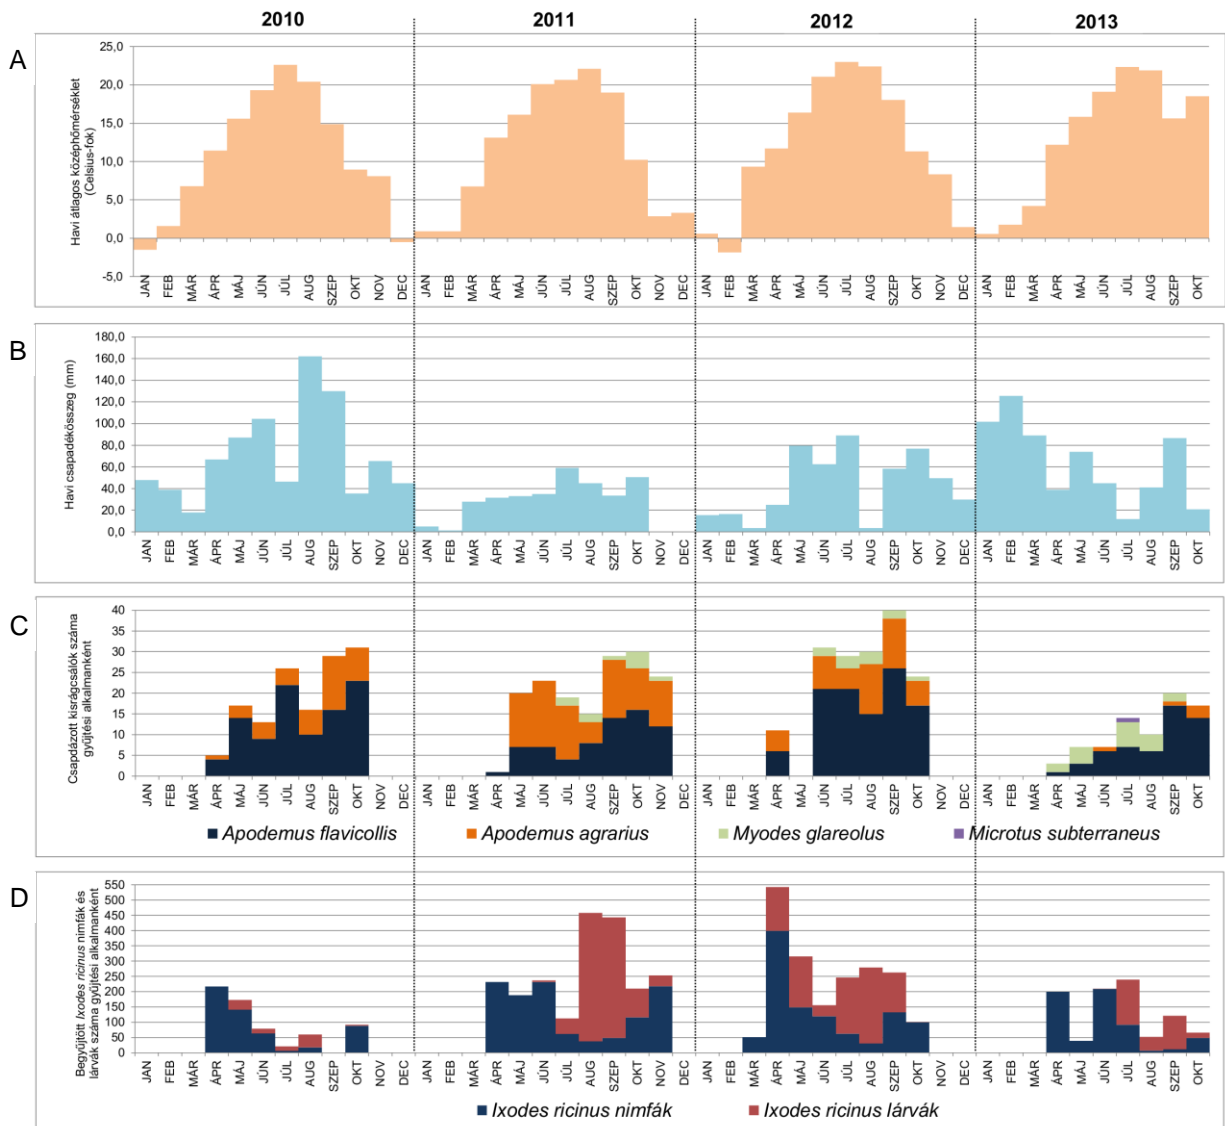 2010 2011 2012 2013
A
Havi átlagos középhőmérséklet
(Celsius-fok)
25,0
20,0
15,0
10,0
5,0
0,0
-5,0
JAN FEB MÁR ÁPR MÁJ JÚN JÚL AUG SZEP OKT NOV DEC JAN FEB MÁR ÁPR MÁJ JÚN JÚL AUG SZEP OKT NOV DEC JAN FEB MÁR ÁPR MÁJ JÚN JÚL AUG SZEP OKT NOV DEC JAN FEB MÁR ÁPR MÁJ JÚN JÚL AUG SZEP OKT
B
Havi csapadékösszeg (mm)
180,0
160,0
140,0
120,0
100,0
80,0
60,0
40,0
20,0
0,0
JAN FEB MÁR ÁPR MÁJ JÚN JÚL AUG SZEP OKT NOV DEC JAN FEB MÁR ÁPR MÁJ JÚN JÚL AUG SZEP OKT NOV DEC JAN FEB MÁR ÁPR MÁJ JÚN JÚL AUG SZEP OKT NOV DEC JAN FEB MÁR ÁPR MÁJ JÚN JÚL AUG SZEP OKT
C
Csapdázott kisrágcsálók száma
gyűjtési alkalmanként
40
35
30
25
20
15
10
5
0
JAN FEB MÁR ÁPR MÁJ JÚN JÚL AUG SZEP OKT NOV DEC JAN FEB MÁR ÁPR MÁJ JÚN JÚL AUG SZEP OKT NOV DEC JAN FEB MÁR ÁPR MÁJ JÚN JÚL AUG SZEP OKT NOV DEC JAN FEB MÁR ÁPR MÁJ JÚN JÚL AUG SZEP OKT
Apodemus flavicollis Apodemus agrarius Myodes glareolus Microtus subterraneus
D
Begyűjtött Ixodes ricinus nimfák és
lárvák száma gyűjtési alkalmanként
550
500
450
400
350
300
250
200
150
100
50
0
JAN FEB MÁR ÁPR MÁJ JÚN JÚL AUG SZEP OKT NOV DEC JAN FEB MÁR ÁPR MÁJ JÚN JÚL AUG SZEP OKT NOV DEC JAN FEB MÁR ÁPR MÁJ JÚN JÚL AUG SZEP OKT NOV DEC JAN FEB MÁR ÁPR MÁJ JÚN JÚL AUG SZEP OKT
Ixodes ricinus nimfák Ixodes ricinus lárvák